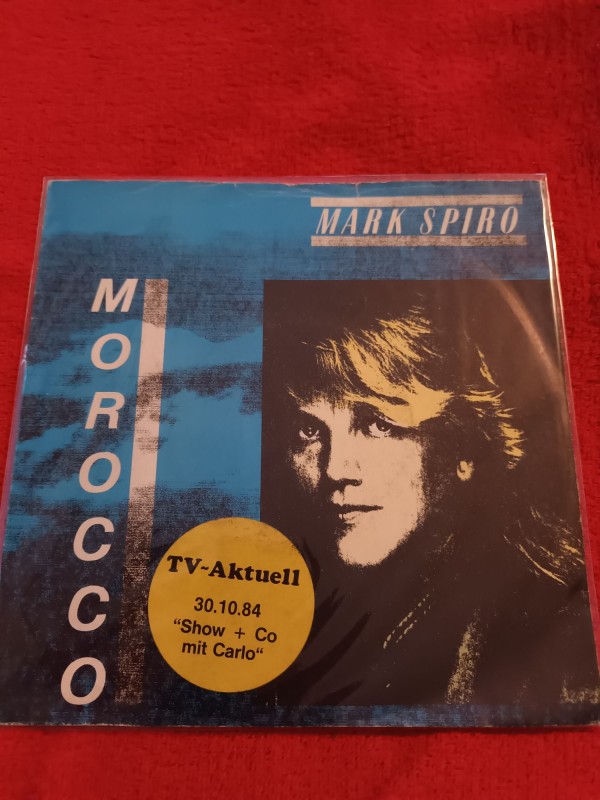 MARK SPIRO
MOROCCO
TV-Aktuell
30.10.84
"Show + Co
mit Carlo"